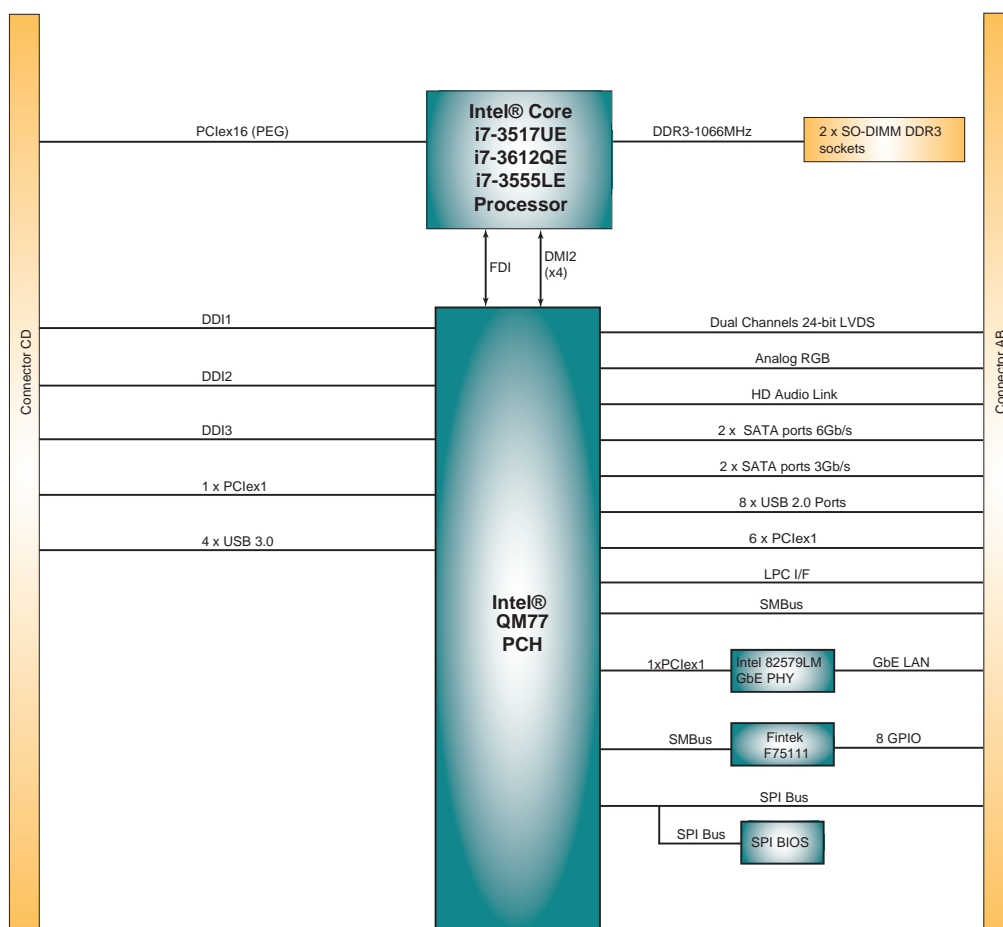 Intel® Core
i7-3517UE
i7-3612QE
i7-3555LE
Processor
PCIex16 (PEG)
DDR3-1066MHz
2 x SO-DIMM DDR3
sockets
FDI
DMI2
(x4)
Connector CD
Connector AB
DDI1
DDI2
DDI3
1 x PCIex1
4 x USB 3.0
Intel®
QM77
PCH
Dual Channels 24-bit LVDS
Analog RGB
HD Audio Link
2 x SATA ports 6Gb/s
2 x SATA ports 3Gb/s
8 x USB 2.0 Ports
6 x PCIex1
LPC I/F
SMBus
1xPCIex1
Intel 82579LM
GbE PHY
GbE LAN
SMBus
Fintek
F75111
8 GPIO
SPI Bus
SPI Bus
SPI BIOS